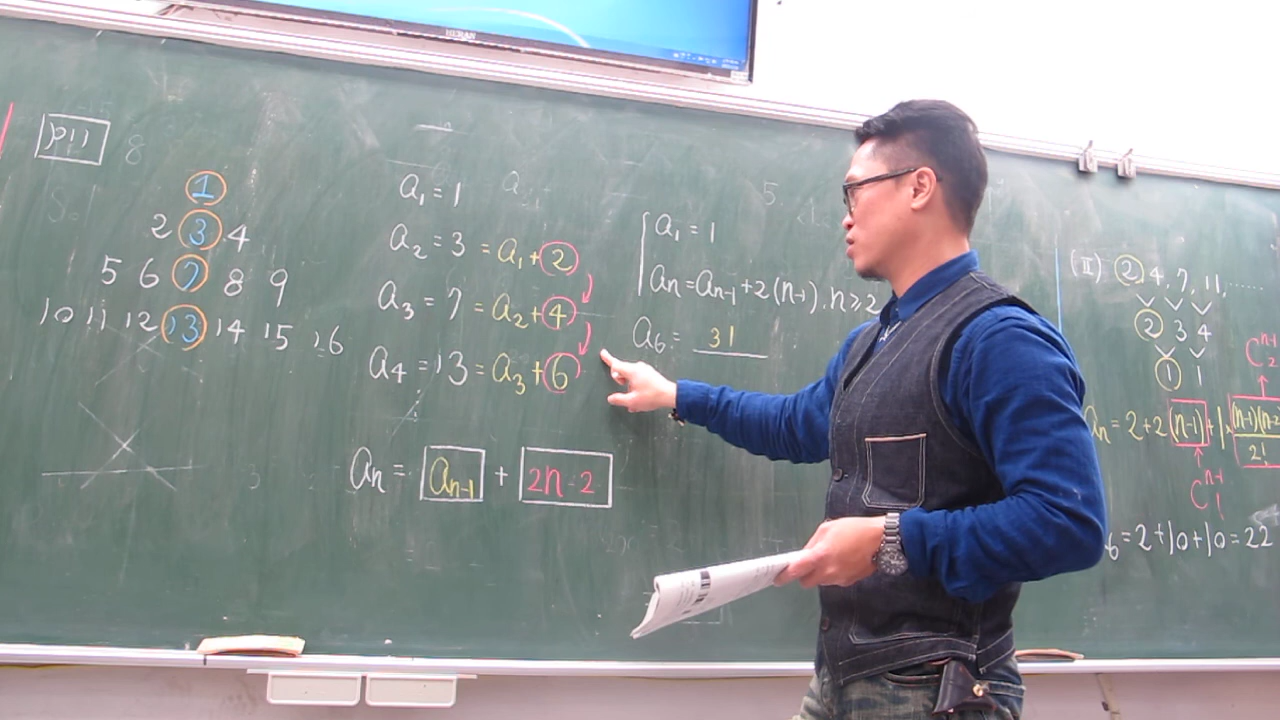 HERAN
P11
8
1
2 3 4
5 6 7 8 9
10 11 12 13 14 15 16
a₁ = 1
a₂ = 3 = a₁+2
a₃ = 7 = a₂+4
a₄ = 13 = a₃+6
aₙ = aₙ₋₁ + 2n-2
a₁ = 1
aₙ = aₙ₋₁ + 2(n-1), n≥2
a₆ = 31
(II) 2, 4, 7, 11, ......
2 3 4
1 1
aₙ = 2+2(n-1)+1×(n-1)(n-2
2!
6 = 2+10+10 = 22